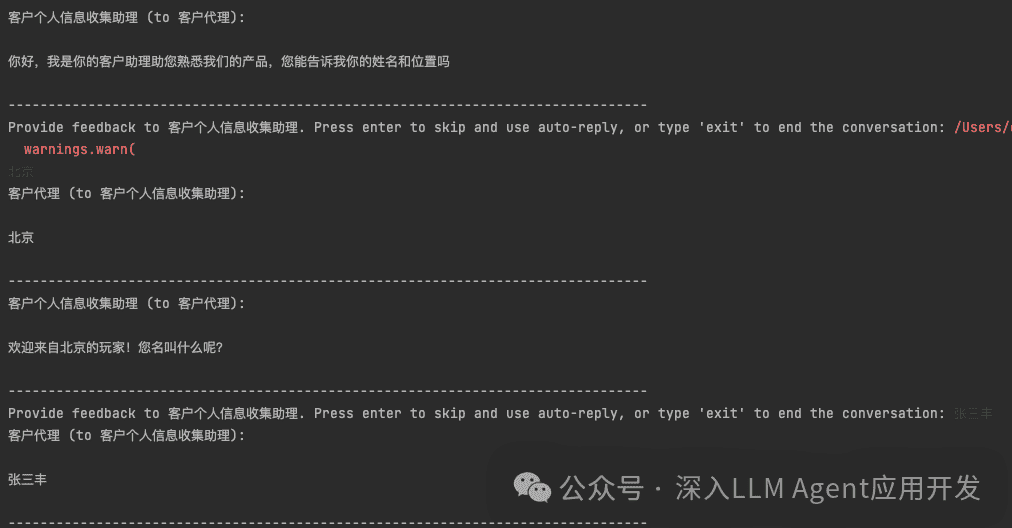 客户个人信息收集助理 (to 客户代理):
你好，我是你的客户助理助您熟悉我们的产品，您能告诉我你的姓名和位置吗
--------------------------------------------------------------------------------
Provide feedback to 客户个人信息收集助理. Press enter to skip and use auto-reply, or type 'exit' to end the conversation: /Users/
warnings.warn(
北京
客户代理 (to 客户个人信息收集助理):
北京
--------------------------------------------------------------------------------
客户个人信息收集助理 (to 客户代理):
欢迎来自北京的玩家！您名叫什么呢？
--------------------------------------------------------------------------------
Provide feedback to 客户个人信息收集助理. Press enter to skip and use auto-reply, or type 'exit' to end the conversation: 张三丰
客户代理 (to 客户个人信息收集助理):
张三丰
公众号 · 深入LLM Agent应用开发
--------------------------------------------------------------------------------